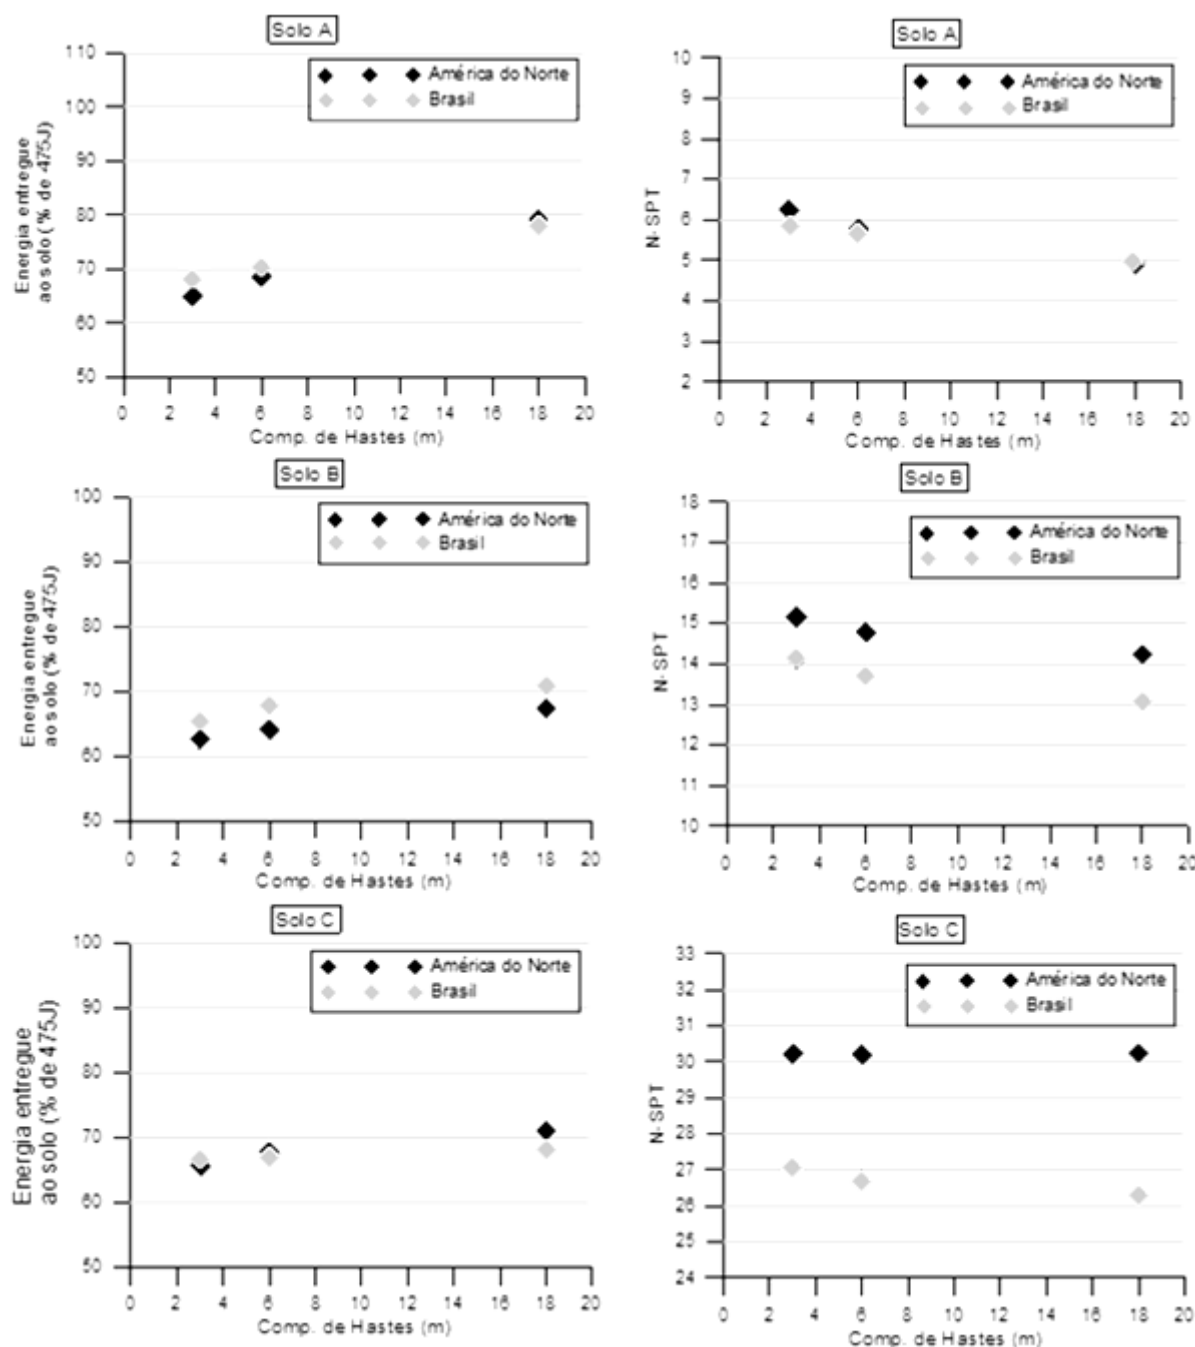 Solo A
110
100
90
80
70
60
50
Energia entregue
ao solo (% de 475J)
América do Norte
Brasil
0 2 4 6 8 10 12 14 16 18 20
Comp. de Hastes (m)
Solo A
10
9
8
7
6
5
4
3
2
N-SPT
América do Norte
Brasil
0 2 4 6 8 10 12 14 16 18 20
Comp. de Hastes (m)
Solo B
100
90
80
70
60
50
Energia entregue
ao solo (% de 475J)
América do Norte
Brasil
0 2 4 6 8 10 12 14 16 18 20
Comp. de Hastes (m)
Solo B
18
17
16
15
14
13
12
11
10
N-SPT
América do Norte
Brasil
0 2 4 6 8 10 12 14 16 18 20
Comp. de Hastes (m)
Solo C
100
90
80
70
60
50
Energia entregue
ao solo (% de 475J)
América do Norte
Brasil
0 2 4 6 8 10 12 14 16 18 20
Comp. de Hastes (m)
Solo C
33
32
31
30
29
28
27
26
25
24
N-SPT
América do Norte
Brasil
0 2 4 6 8 10 12 14 16 18 20
Comp. de Hastes (m)